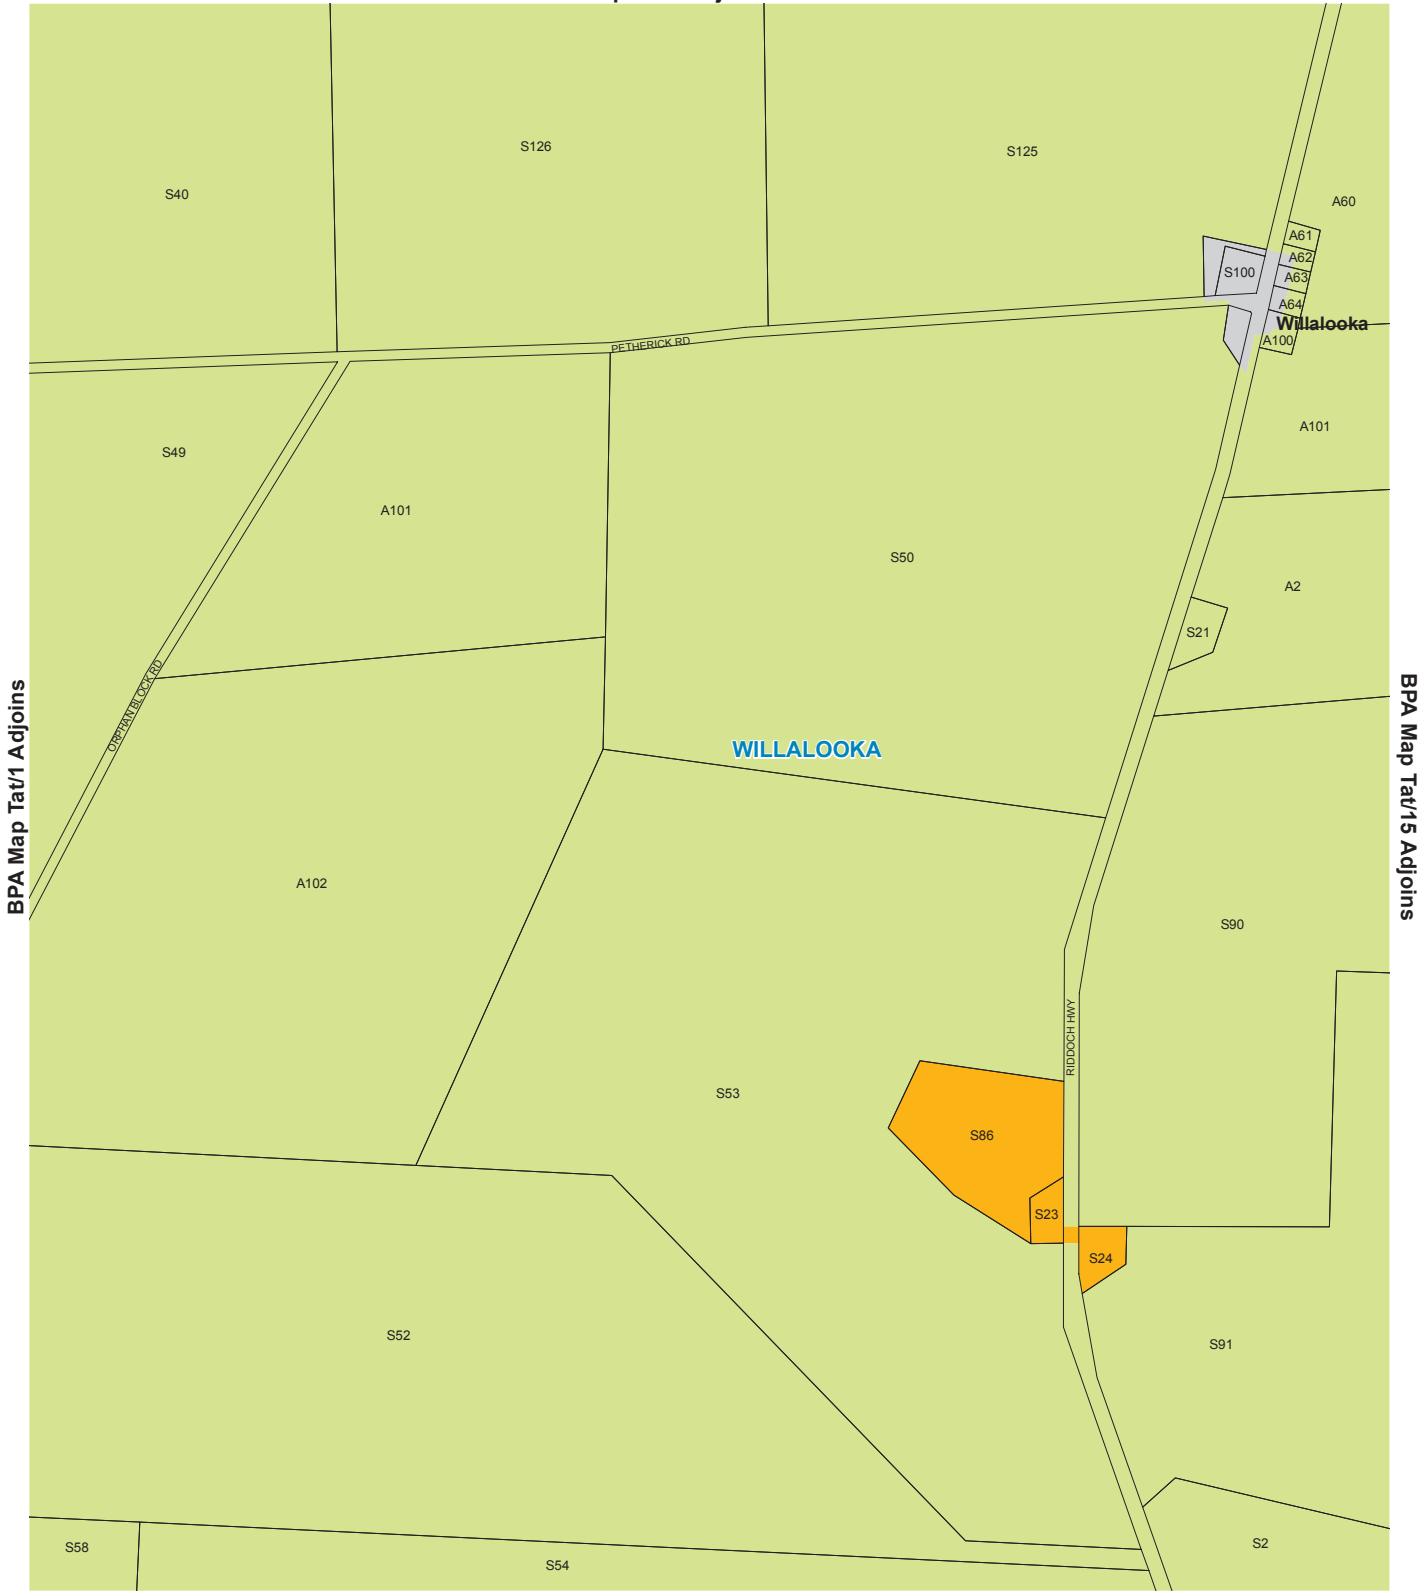 S126
S125
S40
A60
A61
A62
S100
A63
A64
Willalooka
A100
PETHERICK RD
A101
S49
A101
S50
A2
S21
ORPHAN BLOCK RD
BPA Map Tat/1 Adjoins
BPA Map Tat/15 Adjoins
WILLALOOKA
A102
S90
RIDDOCH HWY
S53
S86
S23
S24
S52
S91
S2
S58
S54